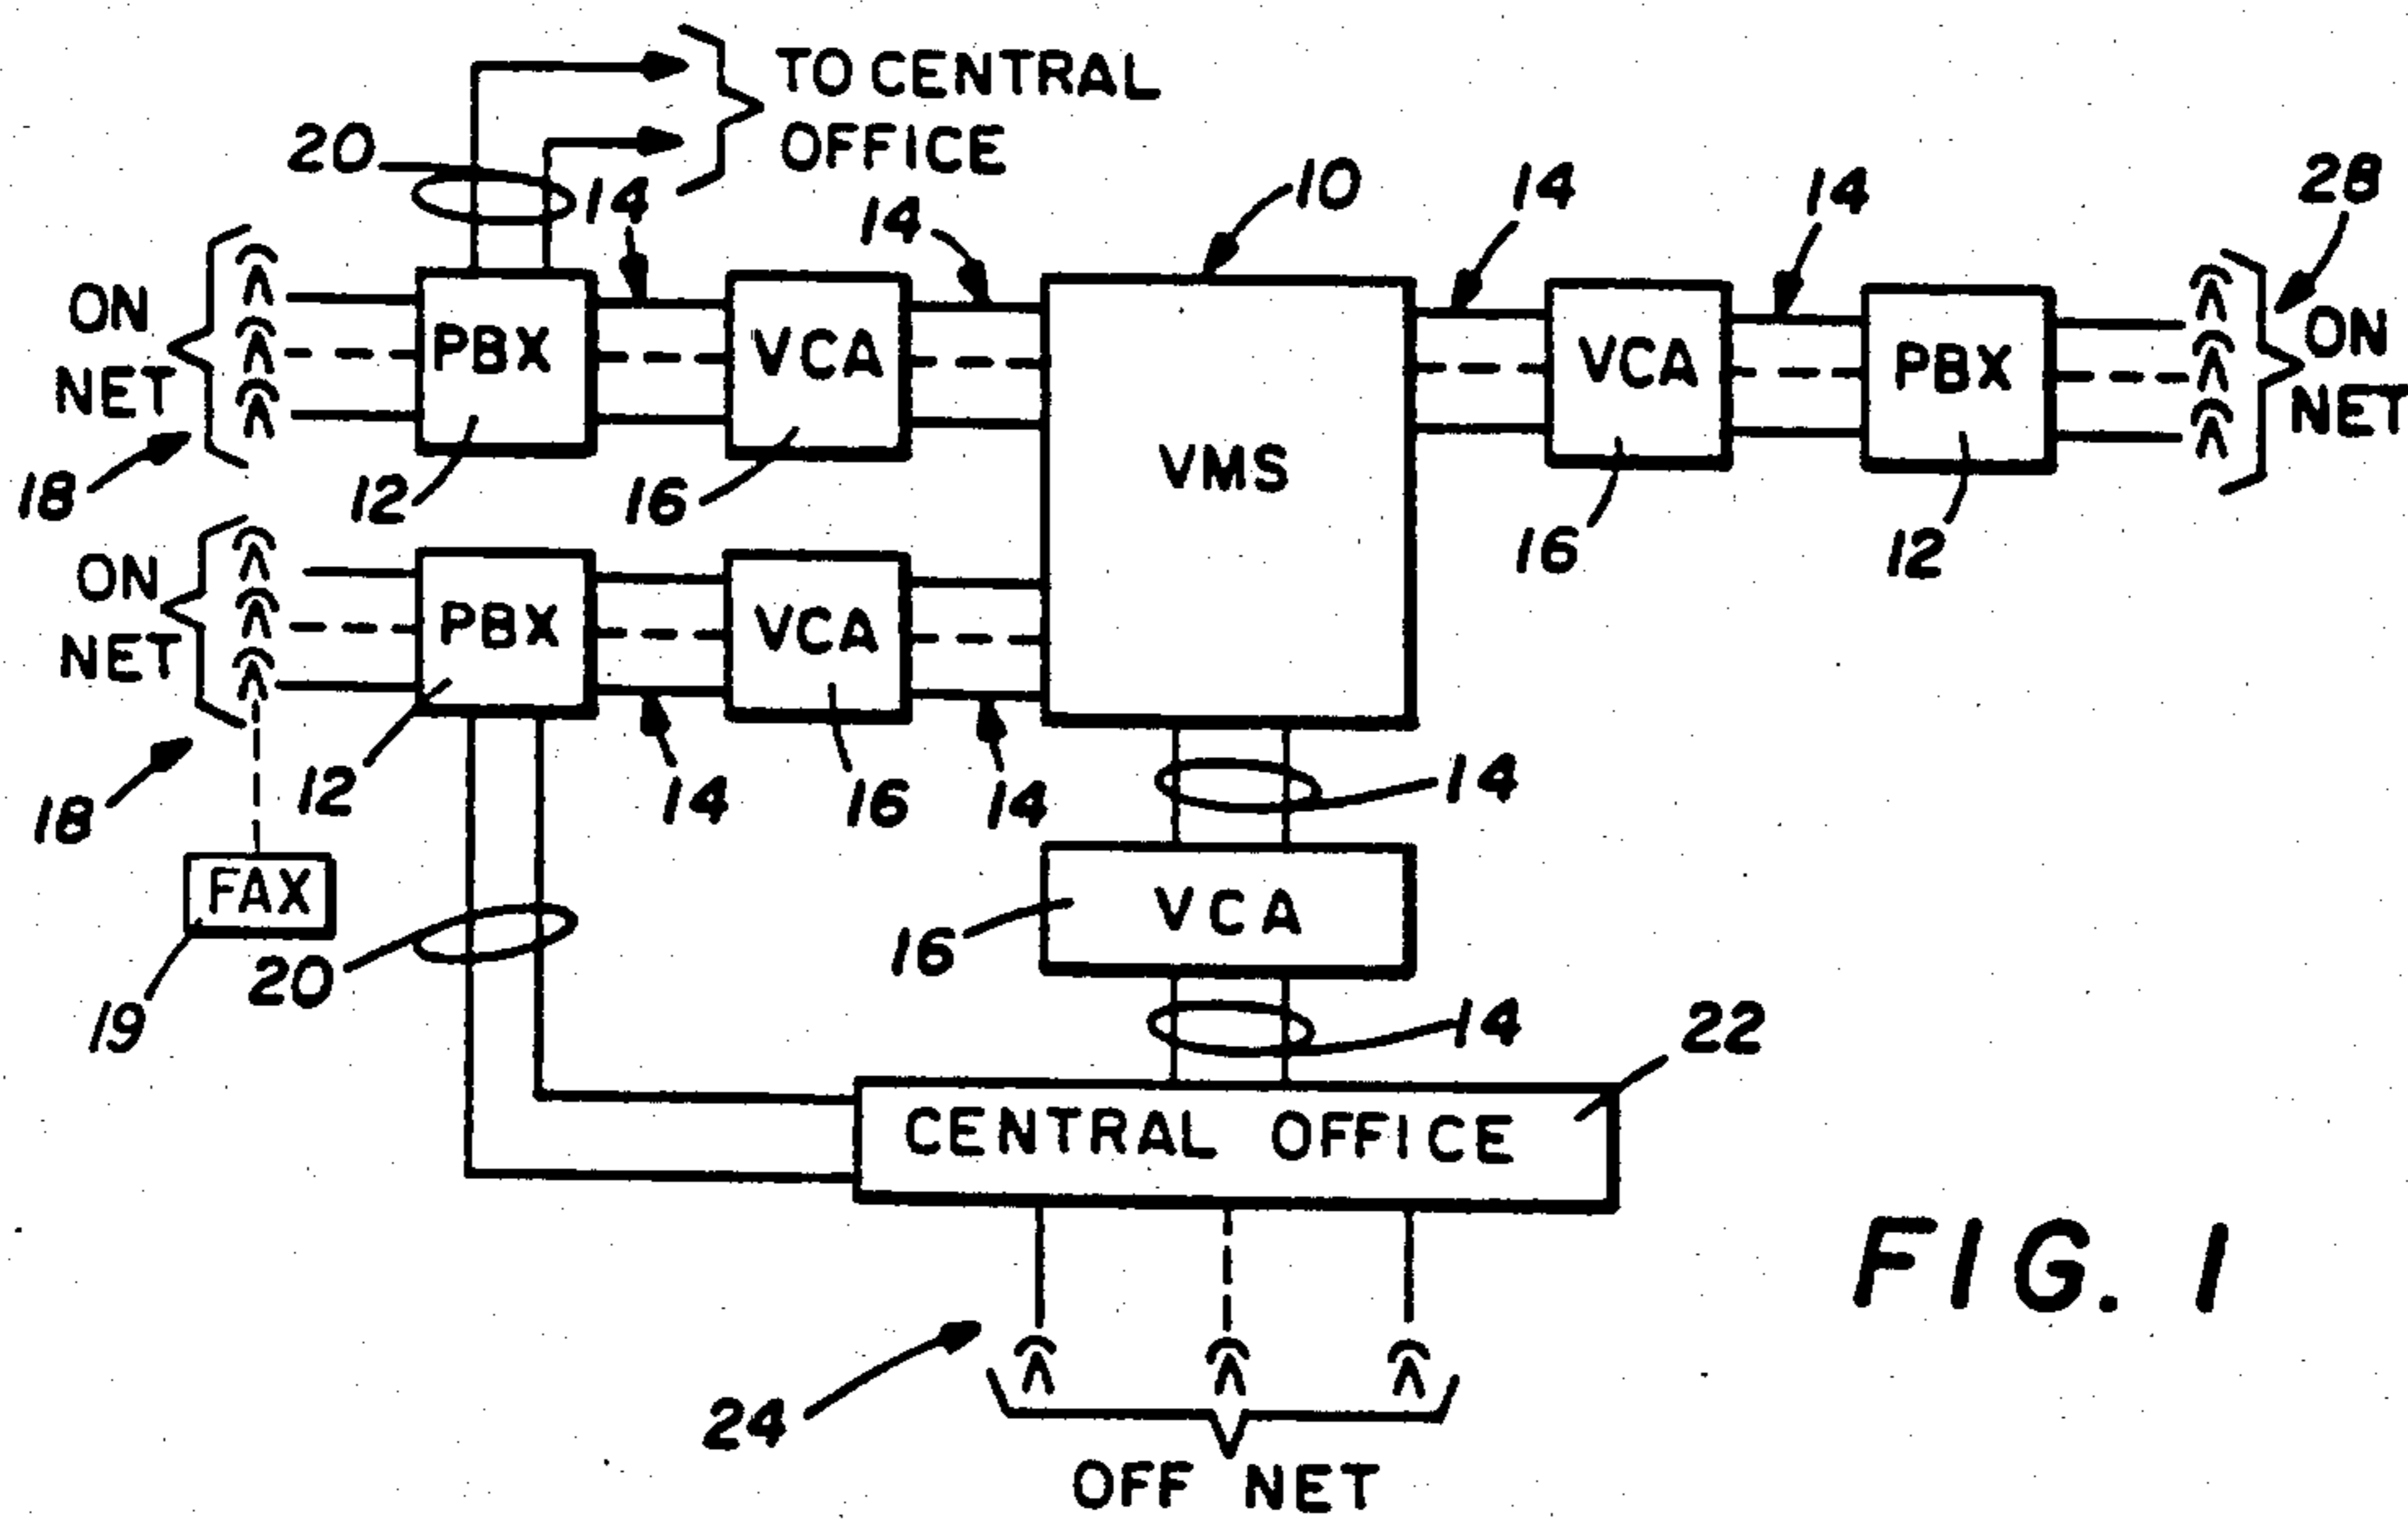 TO CENTRAL
OFFICE
20
14
14
10
14
14
28
ON
NET
PBX
VCA
VMS
VCA
PBX
ON
NET
18
12
16
16
12
ON
NET
PBX
VCA
18
12
14
16
14
14
FAX
19
20
16
VCA
14
22
CENTRAL OFFICE
24
OFF NET
FIG. 1